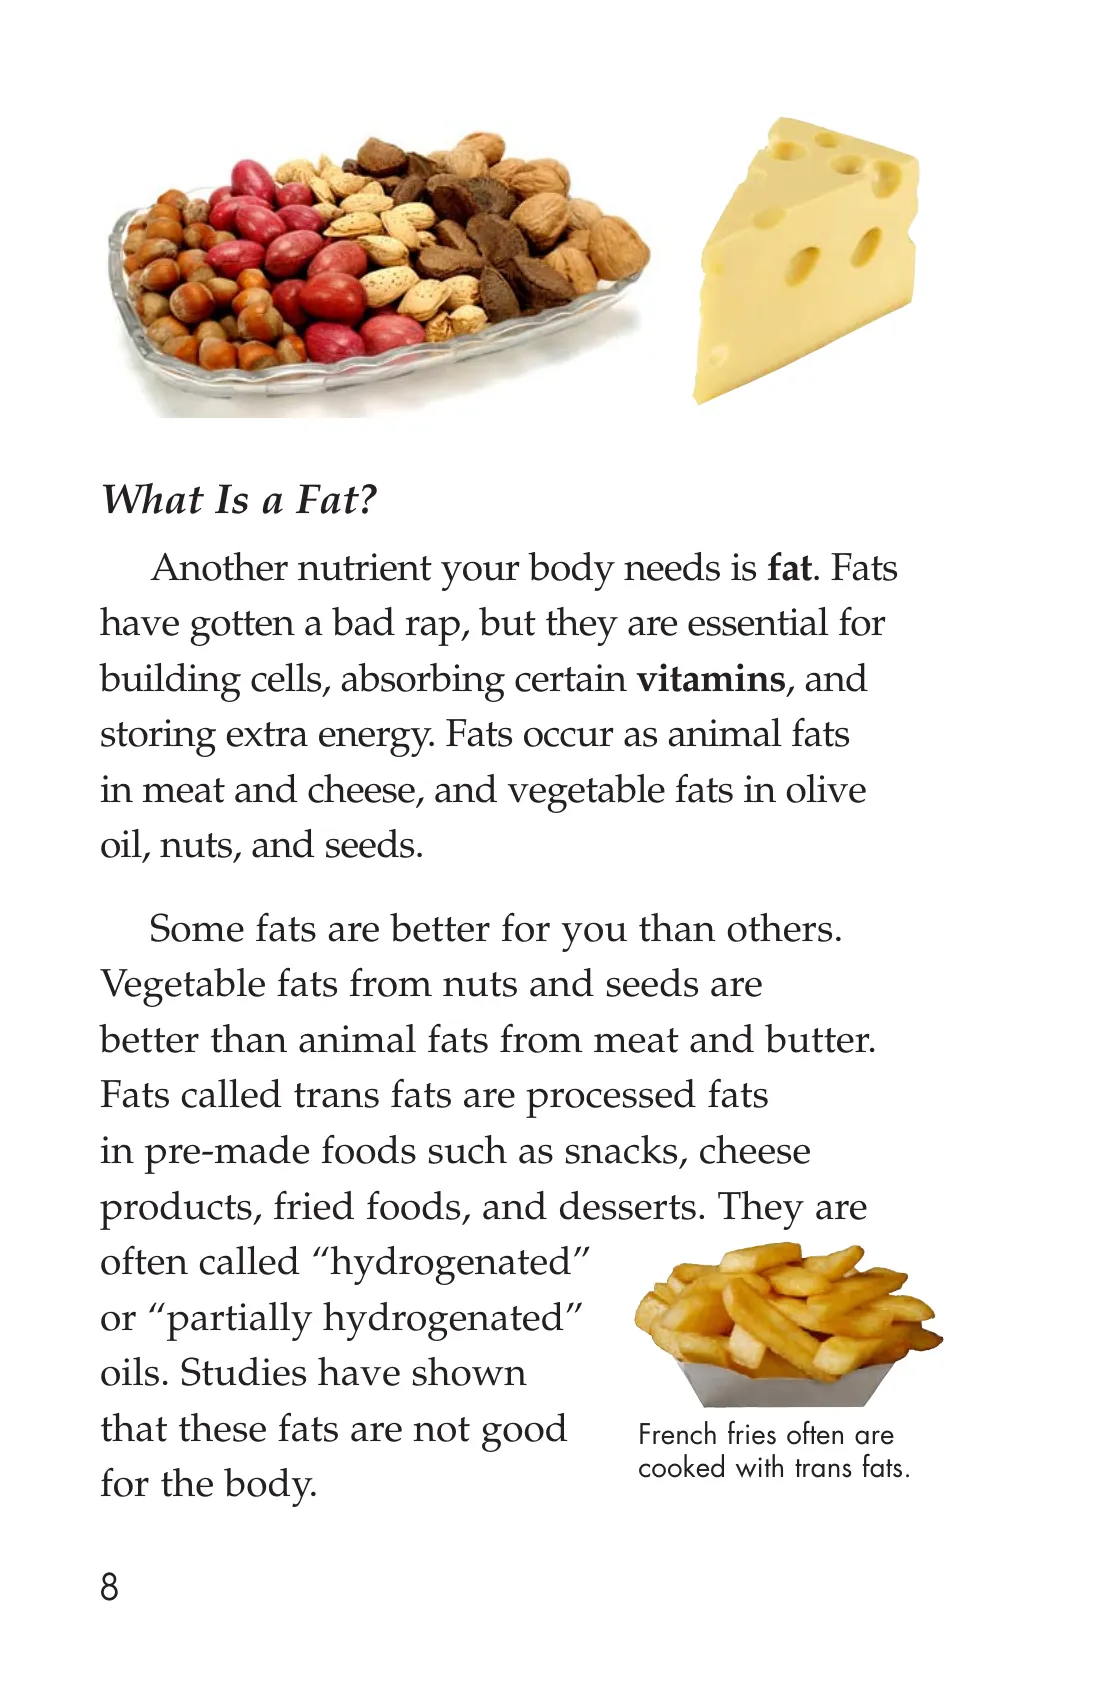 What Is a Fat?
Another nutrient your body needs is fat. Fats
have gotten a bad rap, but they are essential for
building cells, absorbing certain vitamins, and
storing extra energy. Fats occur as animal fats
in meat and cheese, and vegetable fats in olive
oil, nuts, and seeds.
Some fats are better for you than others.
Vegetable fats from nuts and seeds are
better than animal fats from meat and butter.
Fats called trans fats are processed fats
in pre-made foods such as snacks, cheese
products, fried foods, and desserts. They are
often called “hydrogenated”
or “partially hydrogenated”
oils. Studies have shown
that these fats are not good
for the body.
French fries often are
cooked with trans fats.
8